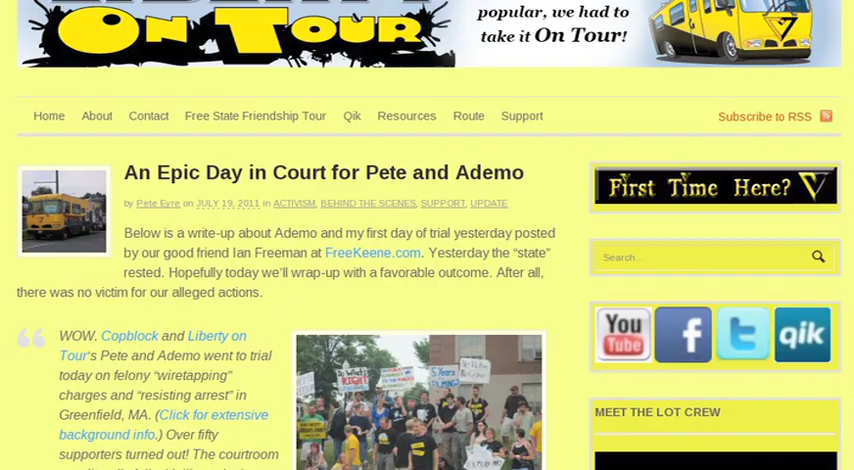 On Tour
popular, we had to
take it On Tour!
Home About Contact Free State Friendship Tour Qik Resources Route Support
Subscribe to RSS
An Epic Day in Court for Pete and Ademo
by Pete Eyre on JULY 19, 2011 in ACTIVISM, BEHIND THE SCENES, SUPPORT, UPDATE
Below is a write-up about Ademo and my first day of trial yesterday posted
by our good friend Ian Freeman at FreeKeene.com. Yesterday the “state”
rested. Hopefully today we’ll wrap-up with a favorable outcome. After all,
there was no victim for our alleged actions.
WOW. Copblock and Liberty on
Tour‘s Pete and Ademo went to trial
today on felony “wiretapping”
charges and “resisting arrest” in
Greenfield, MA. (Click for extensive
background info.) Over fifty
supporters turned out! The courtroom
RIGHT
5 Years
FILMING?
First Time Here?
Search...
You
Tube
f
t
qik
MEET THE LOT CREW